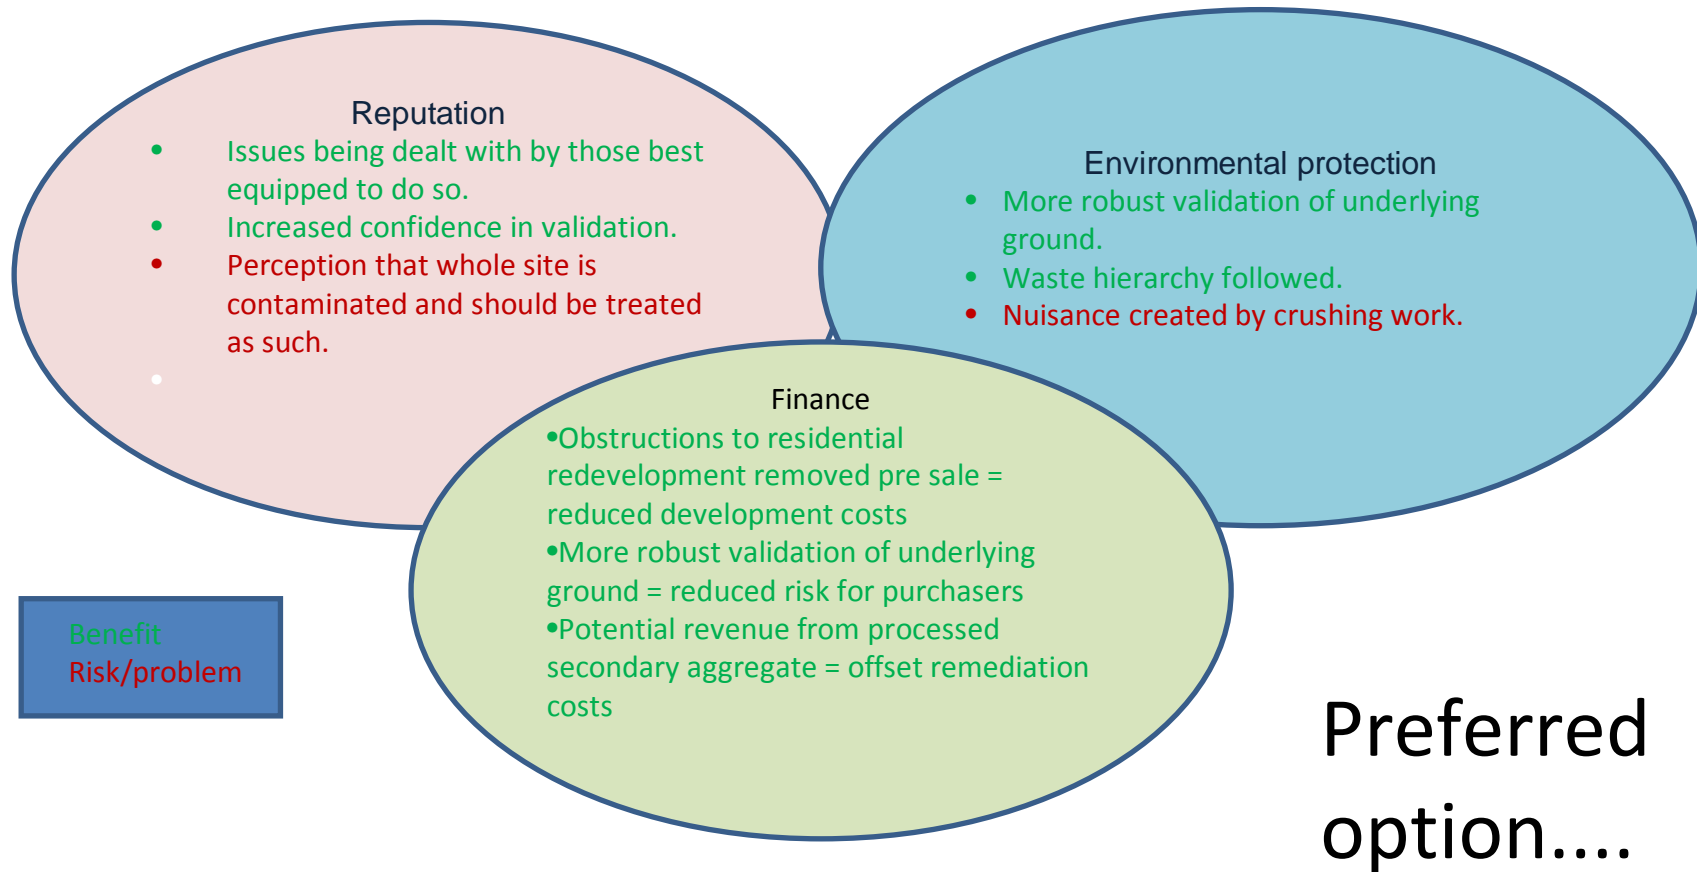 Reputation
• Issues being dealt with by those best
equipped to do so.
• Increased confidence in validation.
• Perception that whole site is
contaminated and should be treated
as such.
•
Environmental protection
• More robust validation of underlying
ground.
• Waste hierarchy followed.
• Nuisance created by crushing work.
Finance
•Obstructions to residential
redevelopment removed pre sale =
reduced development costs
•More robust validation of underlying
ground = reduced risk for purchasers
•Potential revenue from processed
secondary aggregate = offset remediation
costs
Benefit
Risk/problem
Preferred
option....